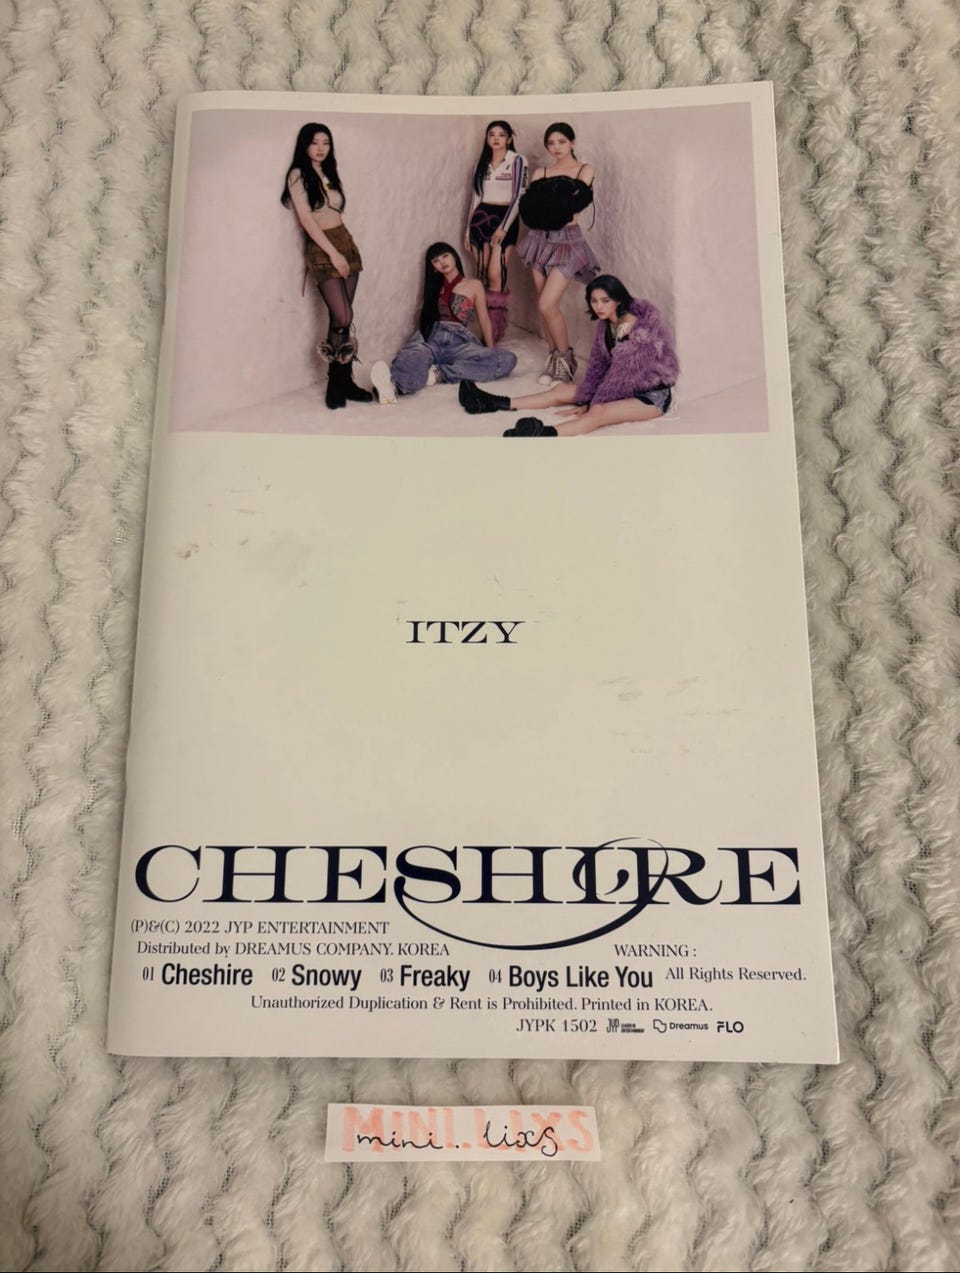 ITZY
CHESHIRE
(P)&(C) 2022 JYP ENTERTAINMENT
Distributed by DREAMUS COMPANY. KOREA WARNING :
01 Cheshire 02 Snowy 03 Freaky 04 Boys Like You All Rights Reserved.
Unauthorized Duplication & Rent is Prohibited. Printed in KOREA.
JYPK 1502 JYP Dreamus FLO
MINI..LIXS
mini.. lixs